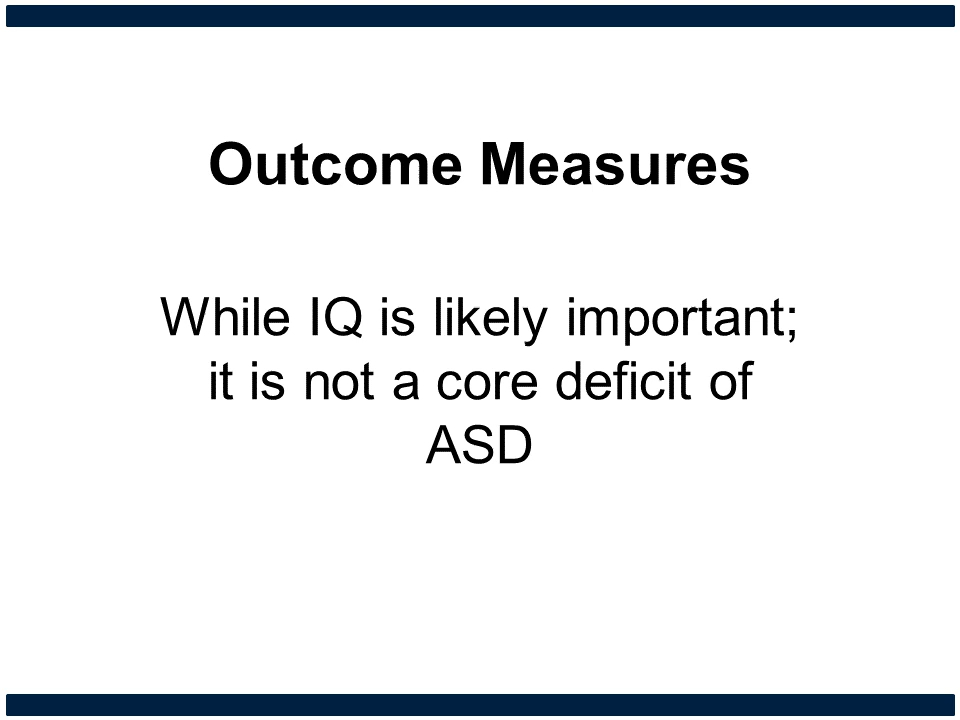 Outcome Measures
While IQ is likely important;
it is not a core deficit of
ASD